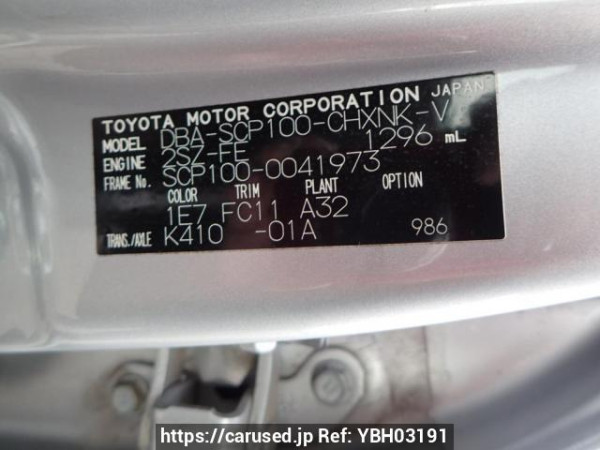 TOYOTA MOTOR CORPORATION JAPAN
MODEL DBA-SCP100-CHXNK-V
ENGINE 2SZ-FE 1296 mL
FRAME No. SCP100-0041973
COLOR TRIM PLANT OPTION
1E7 FC11 A32
TRANS./AXLE K410 -01A 986
https://carused.jp Ref: YBH03191